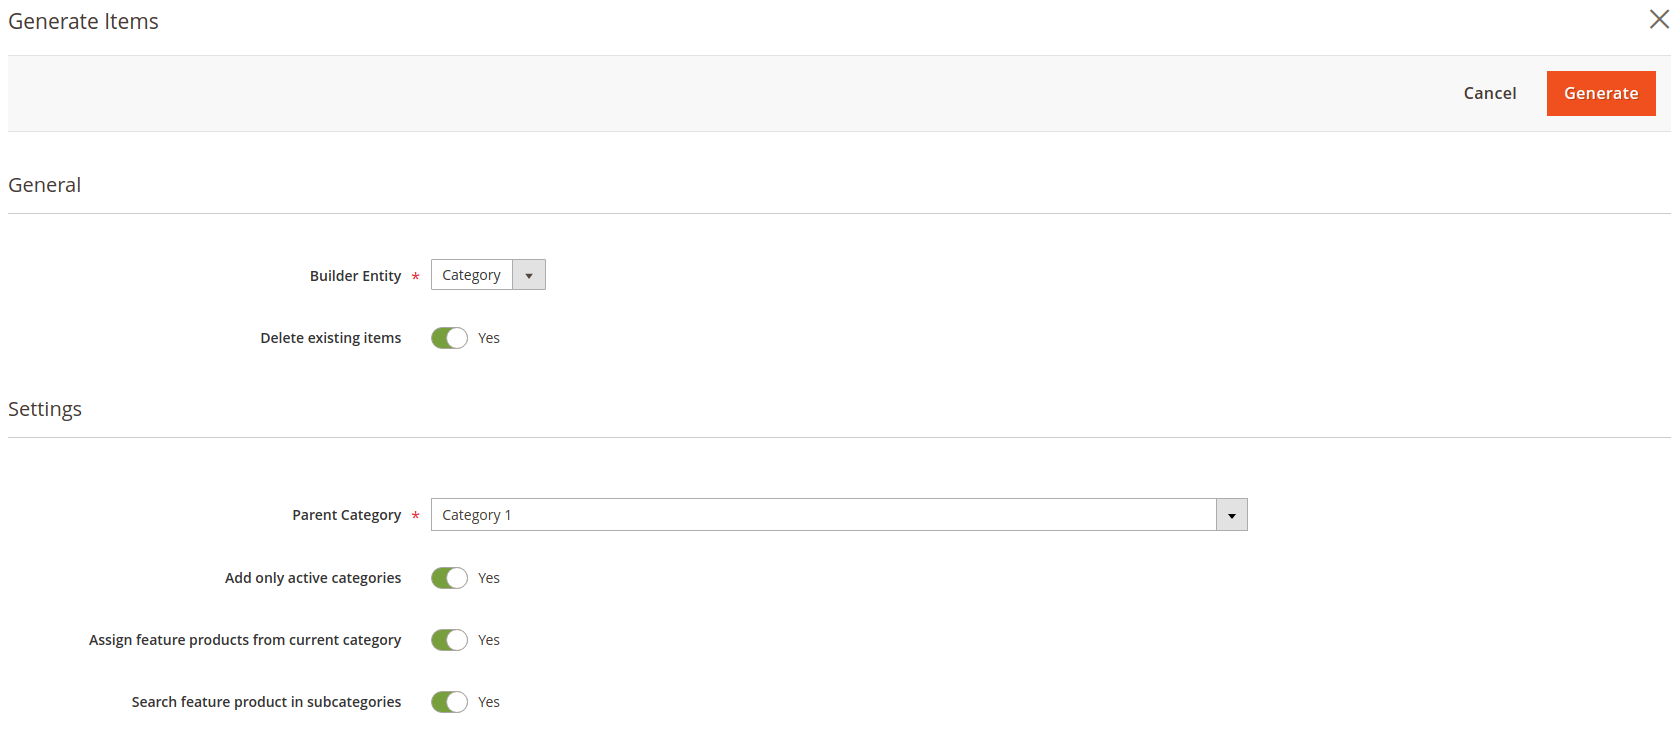 Generate Items
Cancel Generate
General
Builder Entity * Category
Delete existing items Yes
Settings
Parent Category * Category 1
Add only active categories Yes
Assign feature products from current category Yes
Search feature product in subcategories Yes